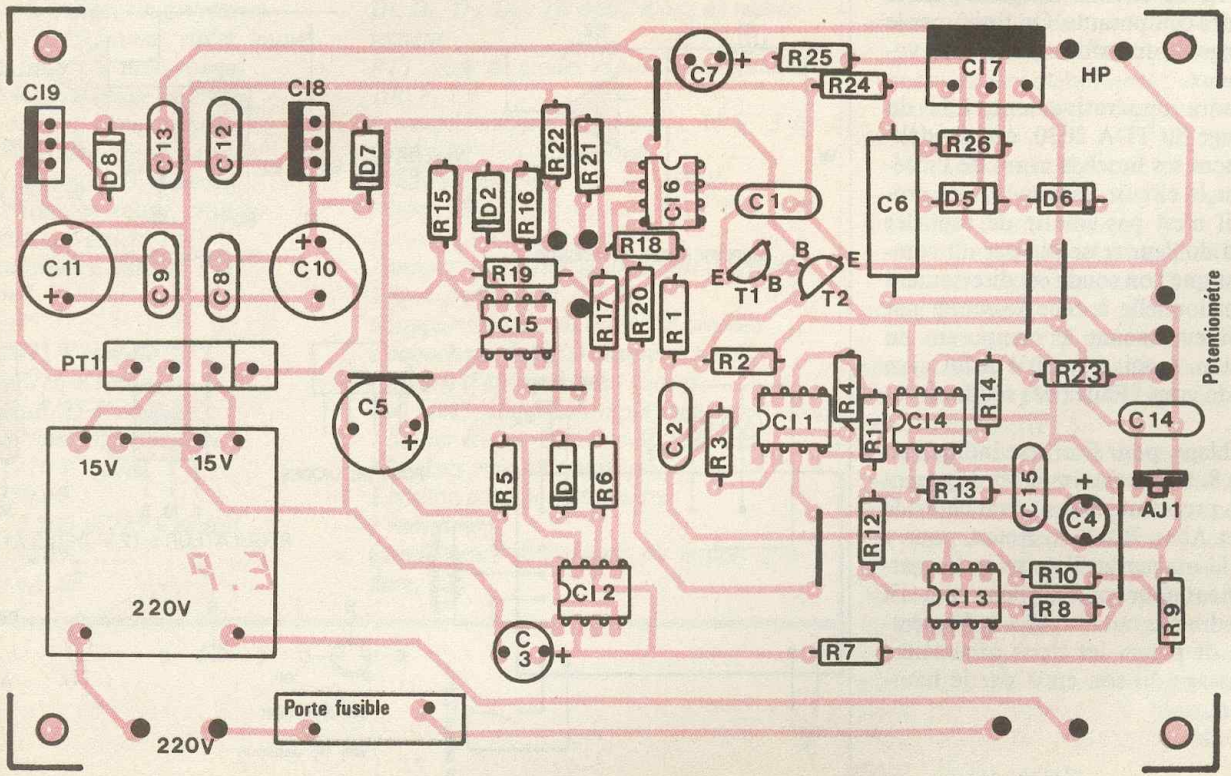 C7 +
R25
R24
CI7
HP
CI9
CI8
D8
C13
C12
D7
R22
R21
R15
D2
R16
CI6
C1
C6
R26
D5
D6
C11
+
C9
C8
+
C10
R18
R19
E
B
T1
B
E
T2
R17
R20
R1
CI5
Potentiomètre
PT1
C5
+
R2
R4
R14
R23
C2
R3
CI1
R11
CI4
C14
15V
15V
R5
D1
R6
R12
R13
C15
+
C4
AJ1
9.3
220V
CI2
CI3
R10
R8
R9
C
3 +
R7
Porte fusible
220V